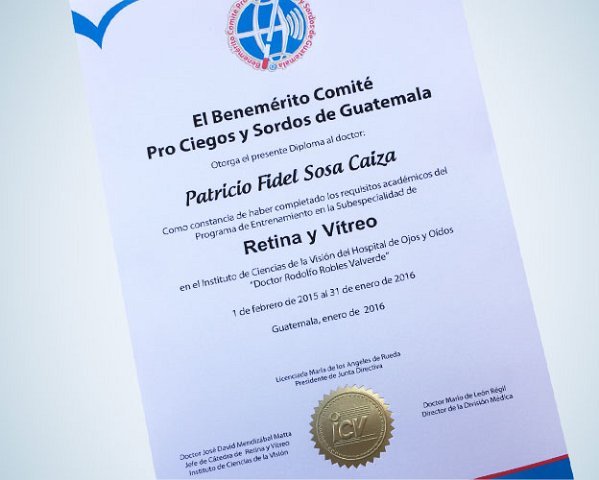 Benemérito Comité Pro Ciegos y Sordos de Guatemala
El Benemérito Comité
Pro Ciegos y Sordos de Guatemala
Otorga el presente Diploma al doctor:
Patricio Fidel Sosa Caiza
Como constancia de haber completado los requisitos académicos del
Programa de Entrenamiento en la Subespecialidad de
Retina y Vítreo
en el Instituto de Ciencias de la Visión del Hospital de Ojos y Oídos
"Doctor Rodolfo Robles Valverde"
1 de febrero de 2015 al 31 de enero de 2016
Guatemala, enero de 2016
Licenciada María de los Angeles de Rueda
Presidente de Junta Directiva
Doctor José David Mendizábal Matta
Jefe de Cátedra de Retina y Vítreo
Instituto de Ciencias de la Visión
icv
Doctor Mario de León Régil
Director de la División Médica